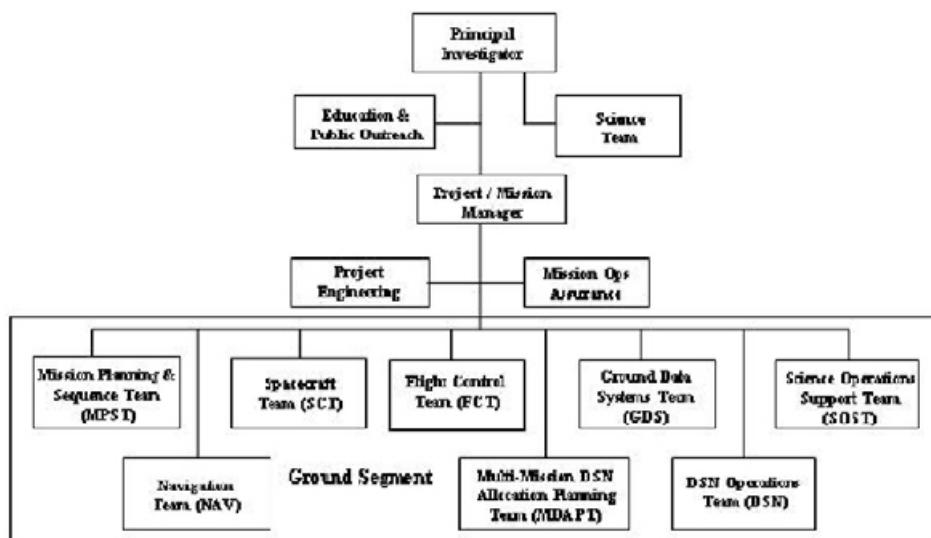 Principal
Investigator
Education &
Public Outreach
Science
Team
Project / Mission
Manager
Project
Engineering
Mission Ops
Assurance
Mission Planning &
Sequence Team
(MPST)
Spacecraft
Team (SCT)
Flight Control
Team (FCT)
Ground Data
Systems Team
(GDS)
Science Operations
Support Team
(SOST)
Navigation
Team (NAV)
Ground Segment
Multi-Mission DSN
Allocation Planning
Team (MDAPT)
DSN Operations
Team (DSN)